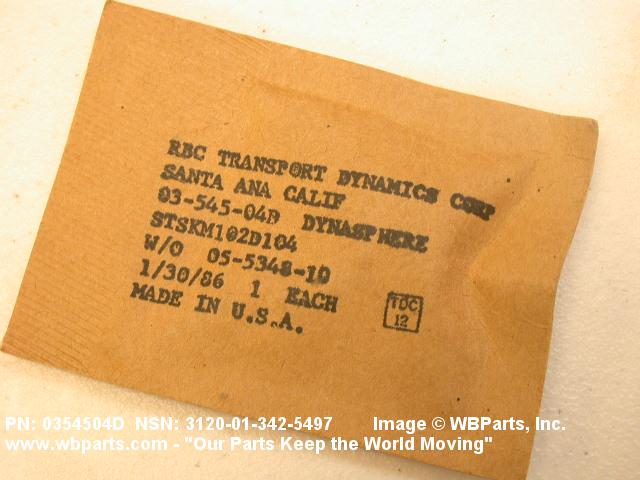 RBC TRANSPORT DYNAMICS CORP
SANTA ANA CALIF
03-545-04D DYNASPHERE
STSKM102D104
W/O 05-5348-10
1/30/86 1 EACH
MADE IN U.S.A.
TDC
12
PN: 0354504D NSN: 3120-01-342-5497 Image © WBParts, Inc.
www.wbparts.com - "Our Parts Keep the World Moving"